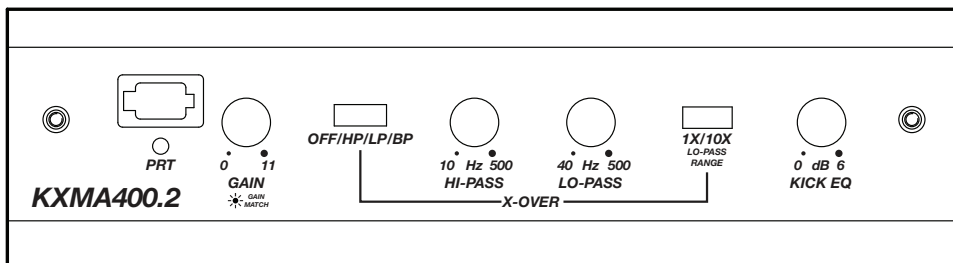 PRT
0 11
GAIN
GAIN
MATCH
OFF/HP/LP/BP
10 Hz 500
HI-PASS
40 Hz 500
LO-PASS
1X/10X
LO-PASS
RANGE
X-OVER
0 dB 6
KICK EQ
KXMA400.2